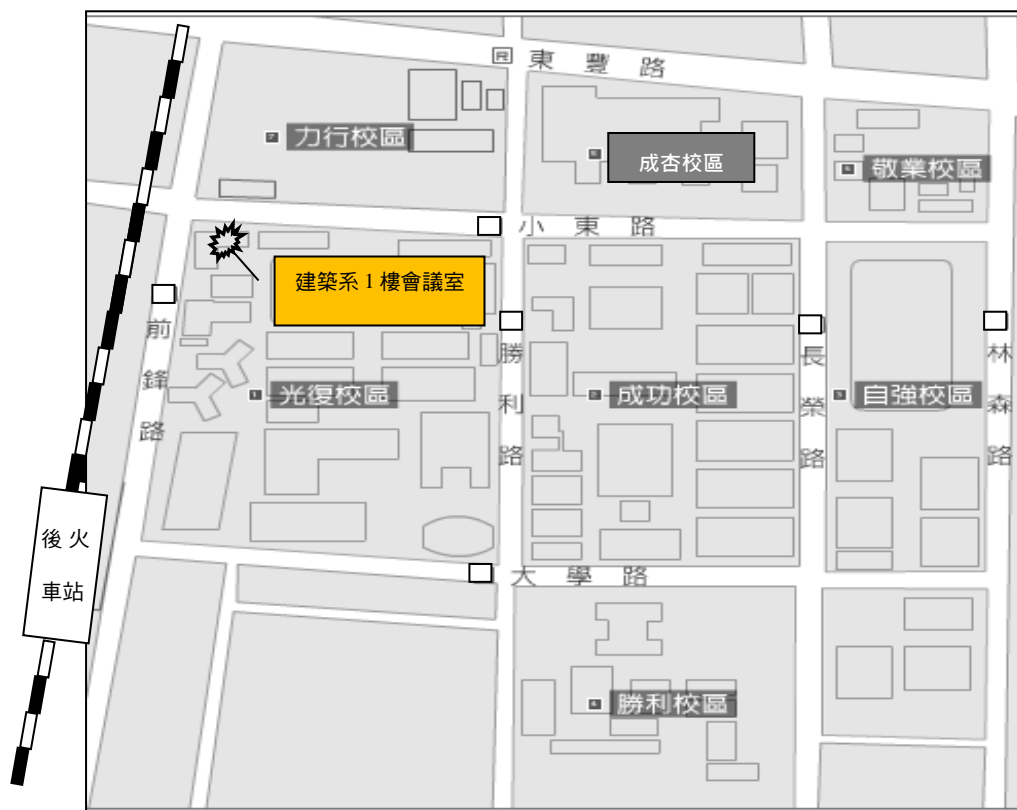 東豐路
力行校區
成杏校區
敬業校區
小東路
建築系1樓會議室
前鋒路
勝利路
長榮路
林森路
光復校區
成功校區
自強校區
後火
車站
大學路
勝利校區